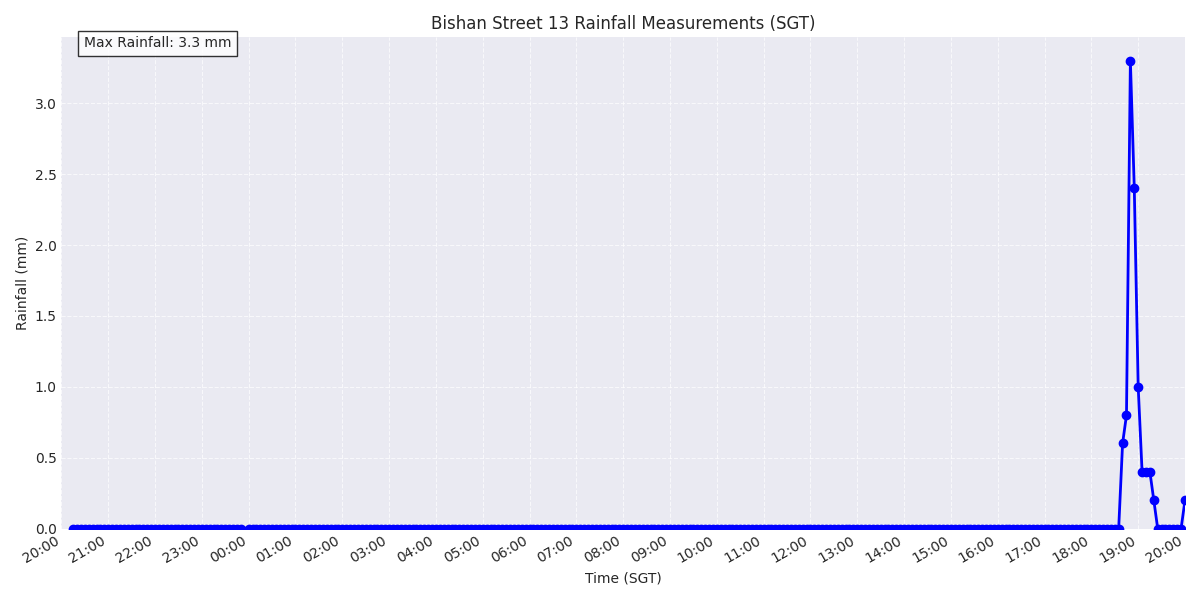 Bishan Street 13 Rainfall Measurements (SGT)
Max Rainfall: 3.3 mm
Rainfall (mm)
3.0
2.5
2.0
1.5
1.0
0.5
0.0
20:00 21:00 22:00 23:00 00:00 01:00 02:00 03:00 04:00 05:00 06:00 07:00 08:00 09:00 10:00 11:00 12:00 13:00 14:00 15:00 16:00 17:00 18:00 19:00 20:00
Time (SGT)